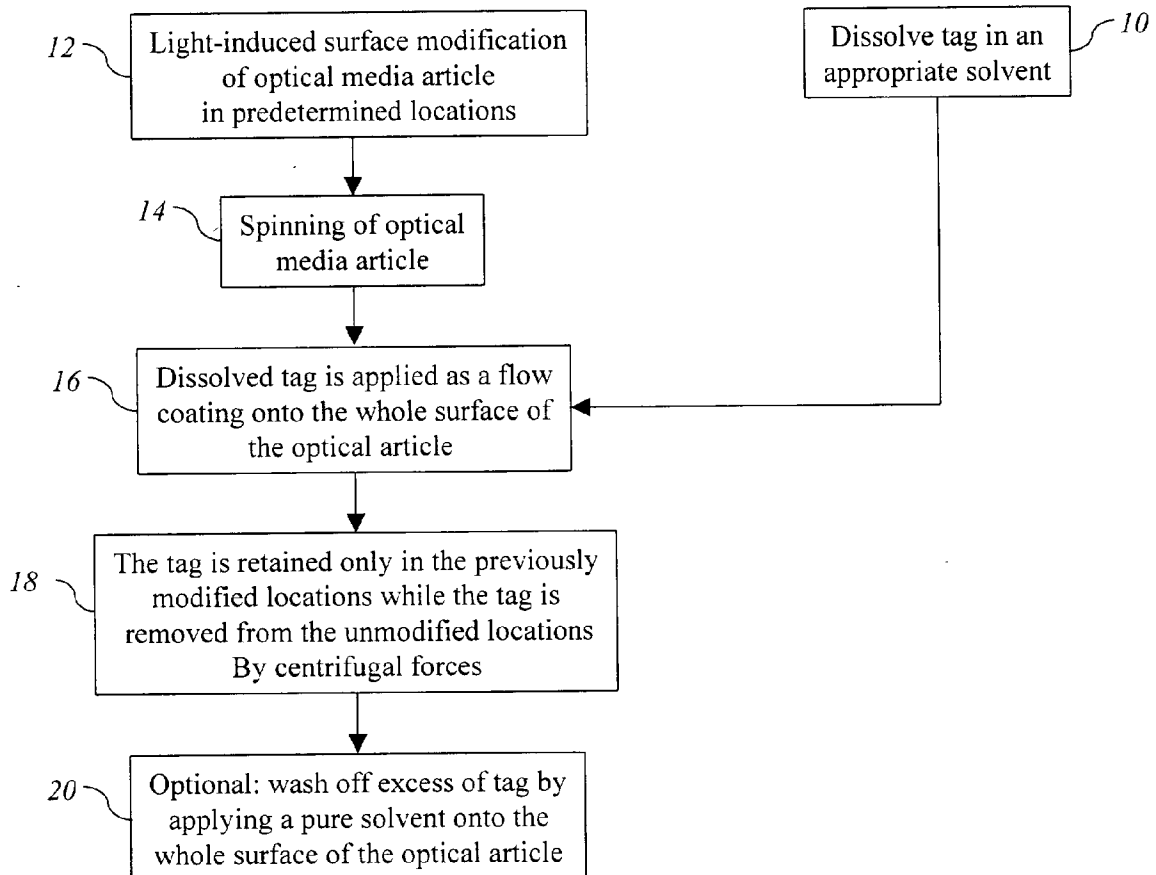 12
Light-induced surface modification
of optical media article
in predetermined locations
Dissolve tag in an
appropriate solvent
10
14
Spinning of optical
media article
16
Dissolved tag is applied as a flow
coating onto the whole surface of
the optical article
18
The tag is retained only in the previously
modified locations while the tag is
removed from the unmodified locations
By centrifugal forces
20
Optional: wash off excess of tag by
applying a pure solvent onto the
whole surface of the optical article